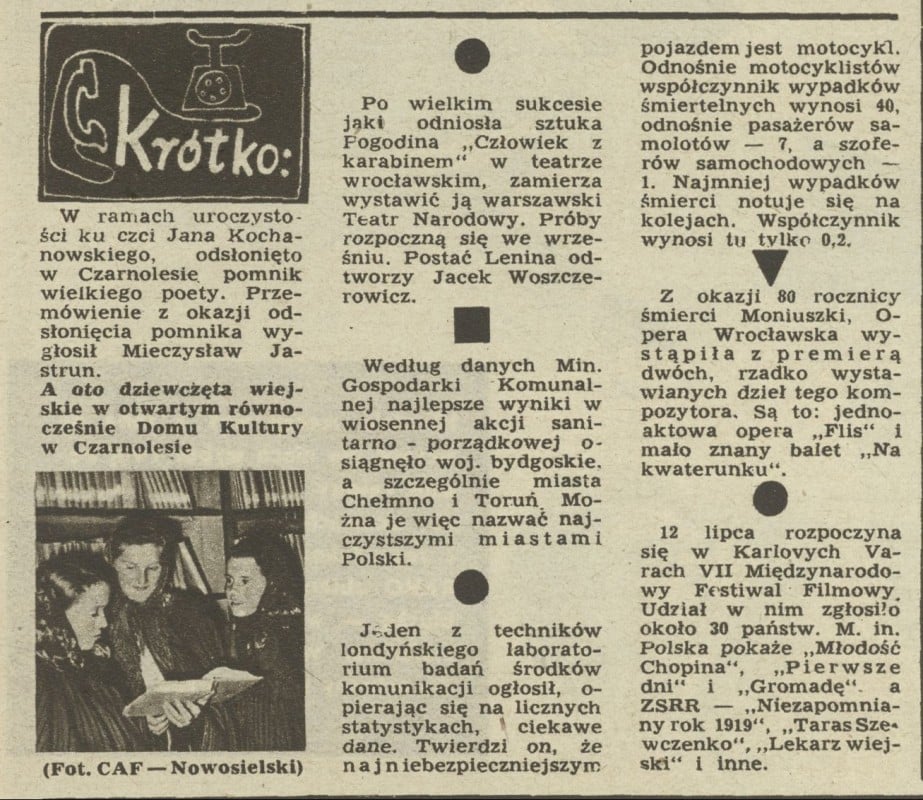 Krótko:
W ramach uroczysto-
ści ku czci Jana Kocha-
nowskiego, odsłonięto
w Czarnolesie pomnik
wielkiego poety. Prze-
mówienie z okazji od-
słonięcia pomnika wy-
głosił Mieczysław Ja-
strun.
A oto dziewczęta wiej-
skie w otwartym równo-
cześnie Domu Kultury
w Czarnolesie
(Fot. CAF — Nowosielski)
Po wielkim sukcesie
jaki odniosła sztuka
Pogodina „Człowiek z
karabinem“ w teatrze
wrocławskim, zamierza
wystawić ją warszawski
Teatr Narodowy. Próby
rozpoczną się we wrze-
śniu. Postać Lenina od-
tworzy Jacek Woszcze-
rowicz.
Według danych Min.
Gospodarki Komunal-
nej najlepsze wyniki w
wiosennej akcji sani-
tarno - porządkowej o-
siągnęło woj. bydgoskie,
a szczególnie miasta
Chełmno i Toruń. Mo-
żna je więc nazwać naj-
czystszymi miastami
Polski.
Jeden z techników
londyńskiego laborato-
rium badań środków
komunikacji ogłosił, o-
pierając się na licznych
statystykach, ciekawe
dane. Twierdzi on, że
najniebezpieczniejszym
pojazdem jest motocykl.
Odnośnie motocyklistów
współczynnik wypadków
śmiertelnych wynosi 40,
odnośnie pasażerów sa-
molotów — 7, a szofe-
rów samochodowych —
1. Najmniej wypadków
śmierci notuje się na
kolejach. Współczynnik
wynosi tu tylko 0,2.
Z okazji 80 rocznicy
śmierci Moniuszki, O-
pera Wrocławska wy-
stąpiła z premierą
dwóch, rzadko wysta-
wianych dzieł tego kom-
pozytora. Są to: jedno-
aktowa opera „Flis“ i
mało znany balet „Na
kwaterunku“.
12 lipca rozpoczyna
się w Karlovych Va-
rach VII Międzynarodo-
wy Festiwal Filmowy.
Udział w nim zgłosiło
około 30 państw. M. in.
Polska pokaże „Młodość
Chopina“, „Pierwsze
dni“ i „Gromadę“ a
ZSRR — „Niezapomnia-
ny rok 1919“, „Taras Sze-
wczenko“, „Lekarz wiej-
ski“ i inne.